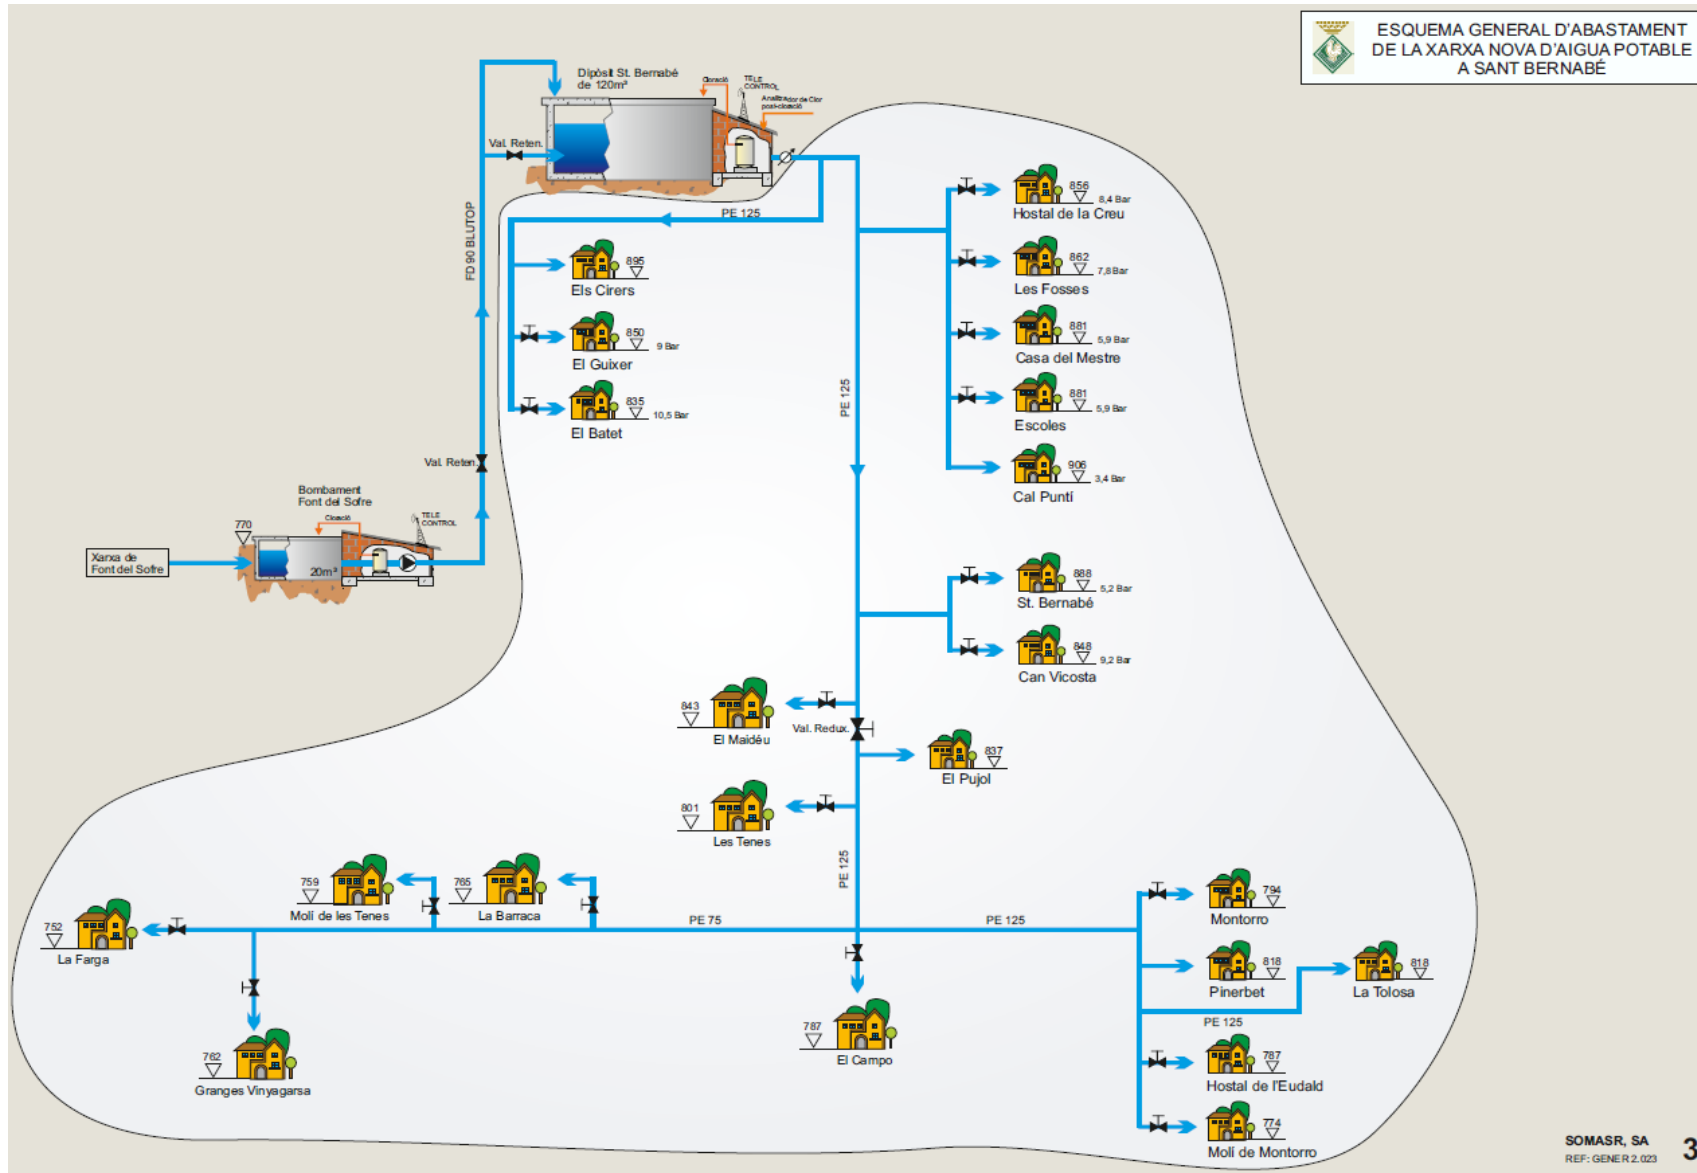 ESQUEMA GENERAL D'ABASTAMENT
DE LA XARXA NOVA D'AIGUA POTABLE
A SANT BERNABÉ
Dipòsit St. Bernabé
de 120m³
Cloració
TELE
CONTROL
Analitzador de Clor
post-cloració
Val. Reten.
FD 90 BLUTOP
PE 125
895
Els Cirers
850
9 Bar
El Guixer
835
10,5 Bar
El Batet
856
8,4 Bar
Hostal de la Creu
862
7,8 Bar
Les Fosses
881
5,9 Bar
Casa del Mestre
881
5,9 Bar
Escoles
906
3,4 Bar
Cal Puntí
PE 125
Val. Reten.
Bombament
Font del Sofre
Cloració
TELE
CONTROL
770
20m³
Xarxa de
Font del Sofre
888
5,2 Bar
St. Bernabé
848
9,2 Bar
Can Vicosta
843
El Maidéu
Val. Redux.
837
El Pujol
801
Les Tenes
PE 125
759
Molí de les Tenes
765
La Barraca
752
La Farga
PE 75
PE 125
794
Montorro
818
Pinerbet
818
La Tolosa
PE 125
762
Granges Vinyagarsa
787
El Campo
787
Hostal de l'Eudald
774
Molí de Montorro
SOMASR, SA
REF: GENER 2.023
3